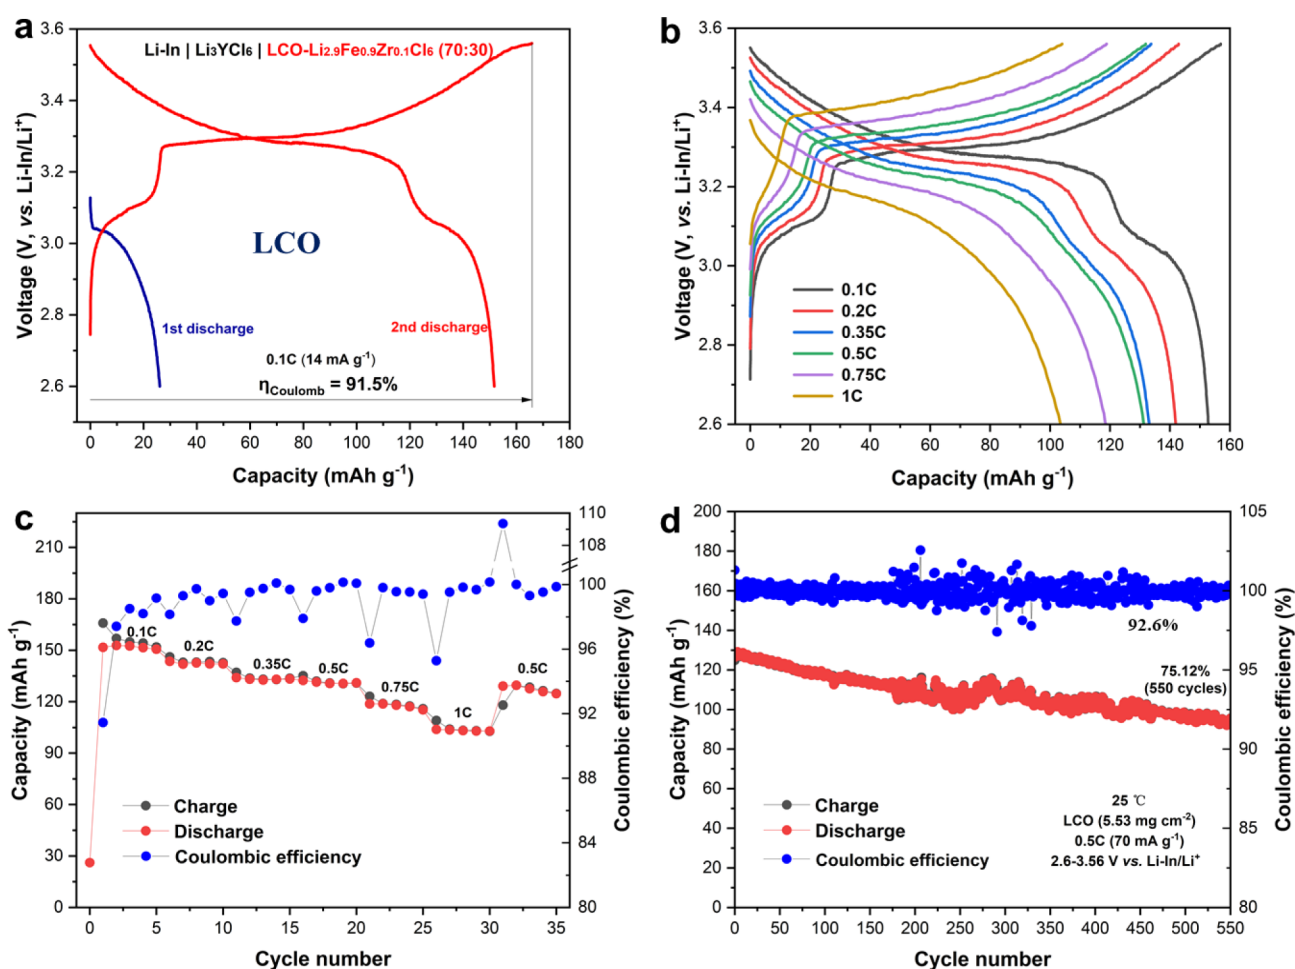 a
Li-In | Li3YCl6 | LCO-Li2.9Fe0.9Zr0.1Cl6 (70:30)
Voltage (V, vs. Li-In/Li+)
3.6
3.4
3.2
3.0
2.8
2.6
LCO
1st discharge
2nd discharge
0.1C (14 mA g-1)
ηCoulomb = 91.5%
0 20 40 60 80 100 120 140 160 180
Capacity (mAh g-1)
b
Voltage (V, vs. Li-In/Li+)
3.6
3.4
3.2
3.0
2.8
2.6
0.1C
0.2C
0.35C
0.5C
0.75C
1C
0 20 40 60 80 100 120 140 160
Capacity (mAh g-1)
c
Capacity (mAh g-1)
210
180
150
120
90
60
30
0
0.1C
0.2C
0.35C
0.5C
0.75C
1C
0.5C
Charge
Discharge
Coulombic efficiency
110
108
100
98
96
94
92
88
84
80
Coulombic efficiency (%)
0 5 10 15 20 25 30 35
Cycle number
d
Capacity (mAh g-1)
200
180
160
140
120
100
80
60
40
20
0
92.6%
75.12%
(550 cycles)
Charge
Discharge
Coulombic efficiency
25 ℃
LCO (5.53 mg cm-2)
0.5C (70 mA g-1)
2.6-3.56 V vs. Li-In/Li+
105
100
95
90
85
80
Coulombic efficiency (%)
0 50 100 150 200 250 300 350 400 450 500 550
Cycle number